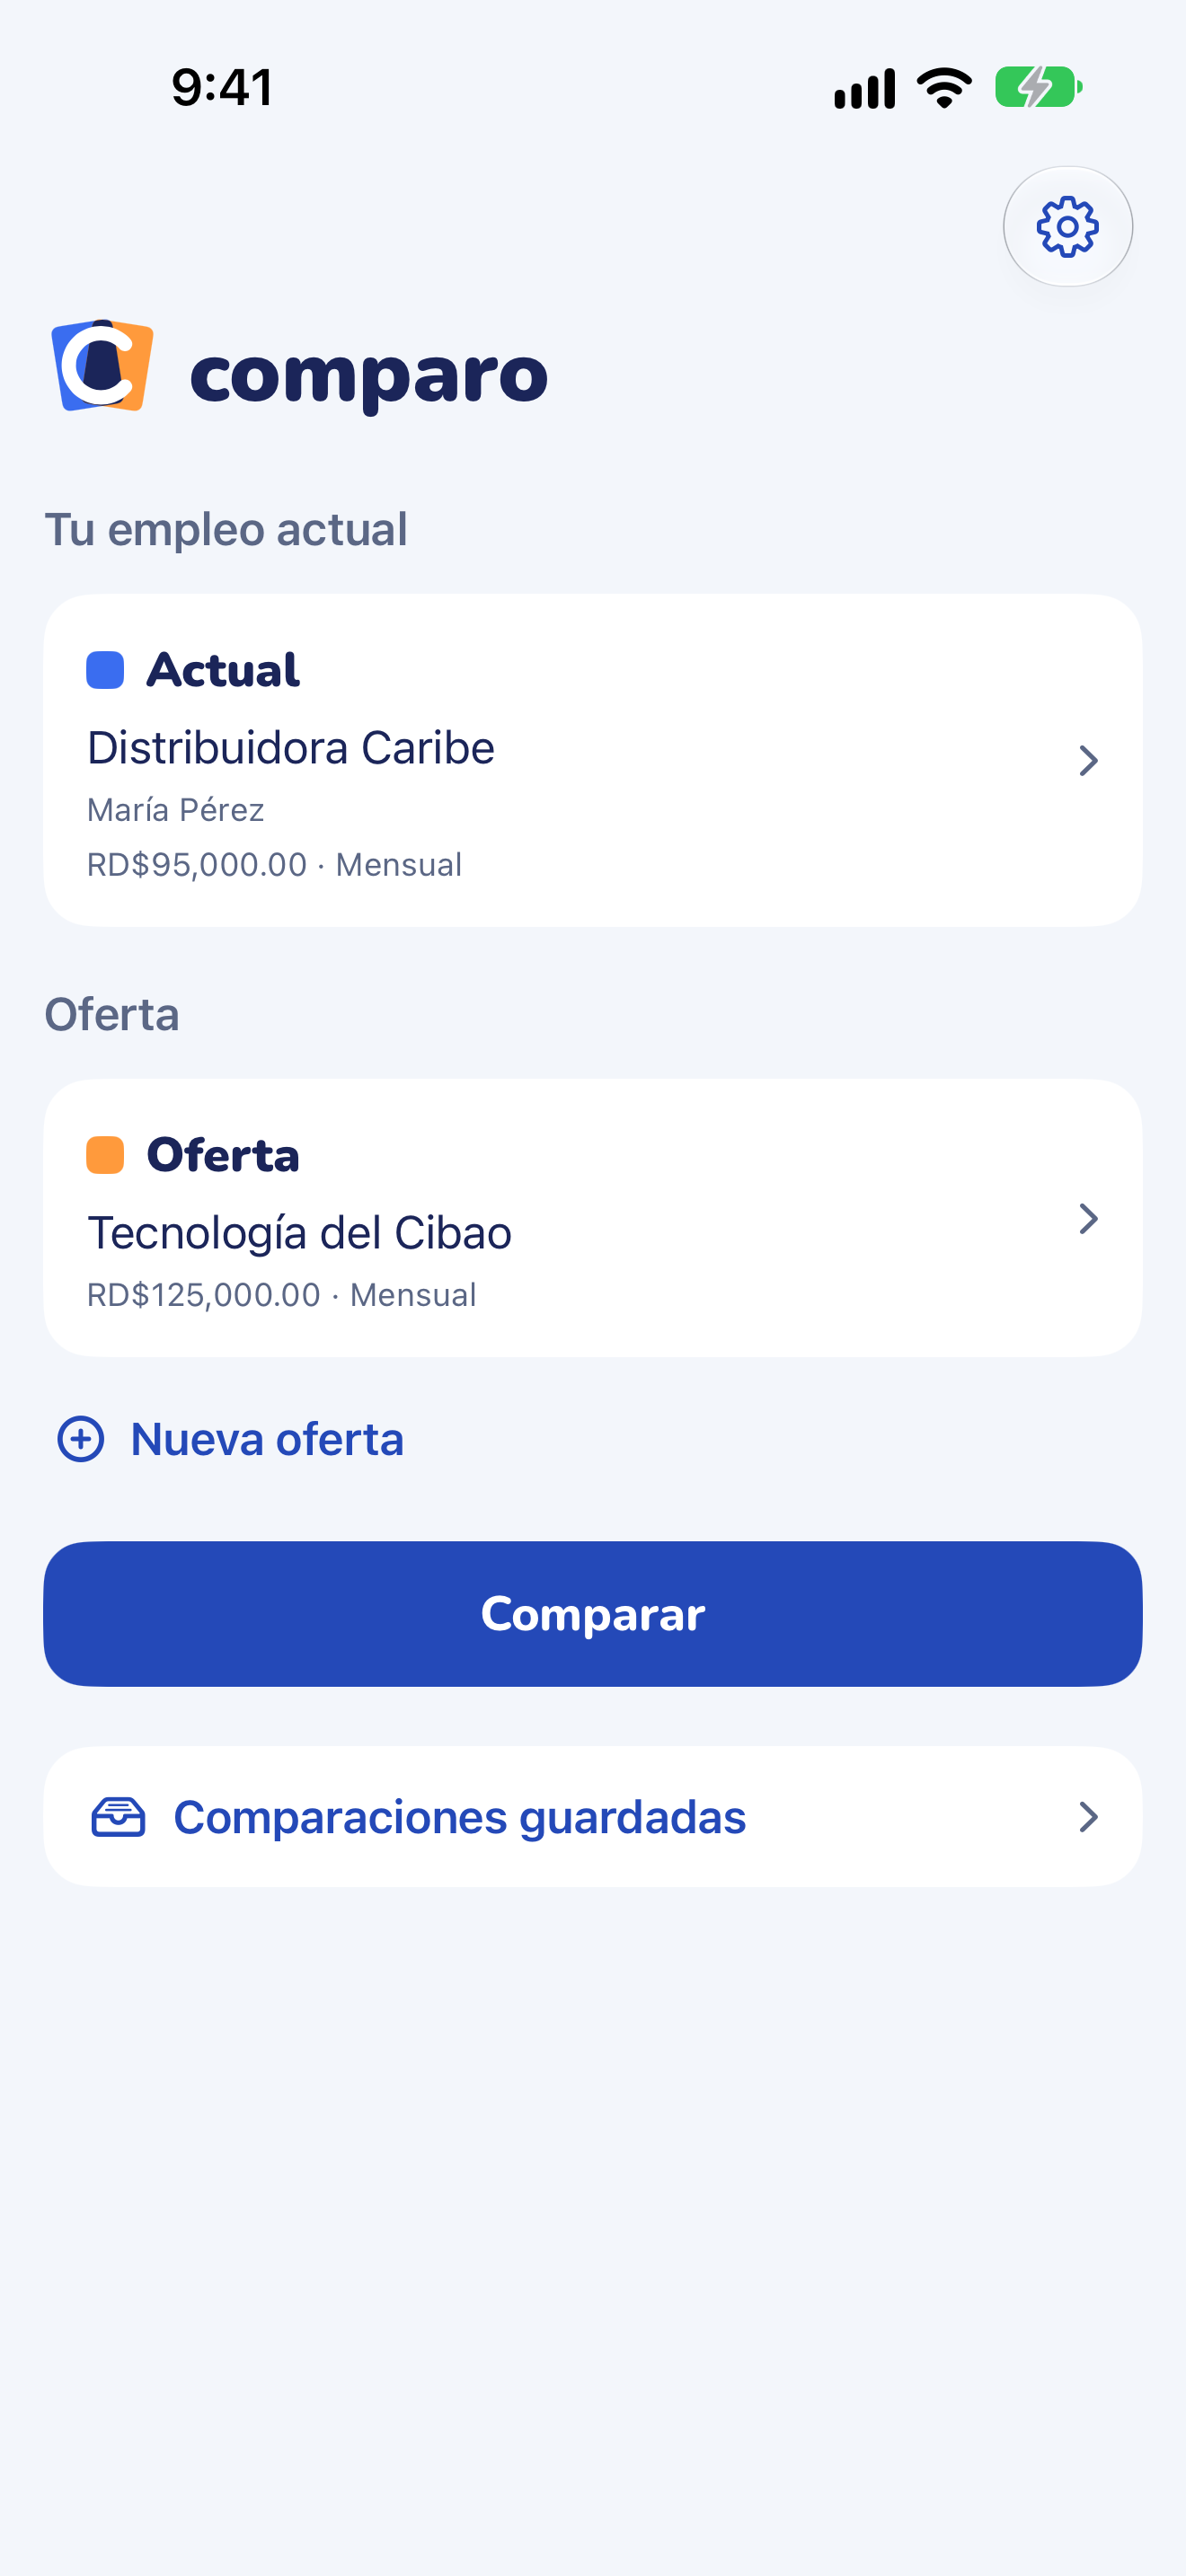 9:41
comparo
Tu empleo actual
Actual
Distribuidora Caribe
María Pérez
RD$95,000.00 · Mensual
Oferta
Oferta
Tecnología del Cibao
RD$125,000.00 · Mensual
Nueva oferta
Comparar
Comparaciones guardadas